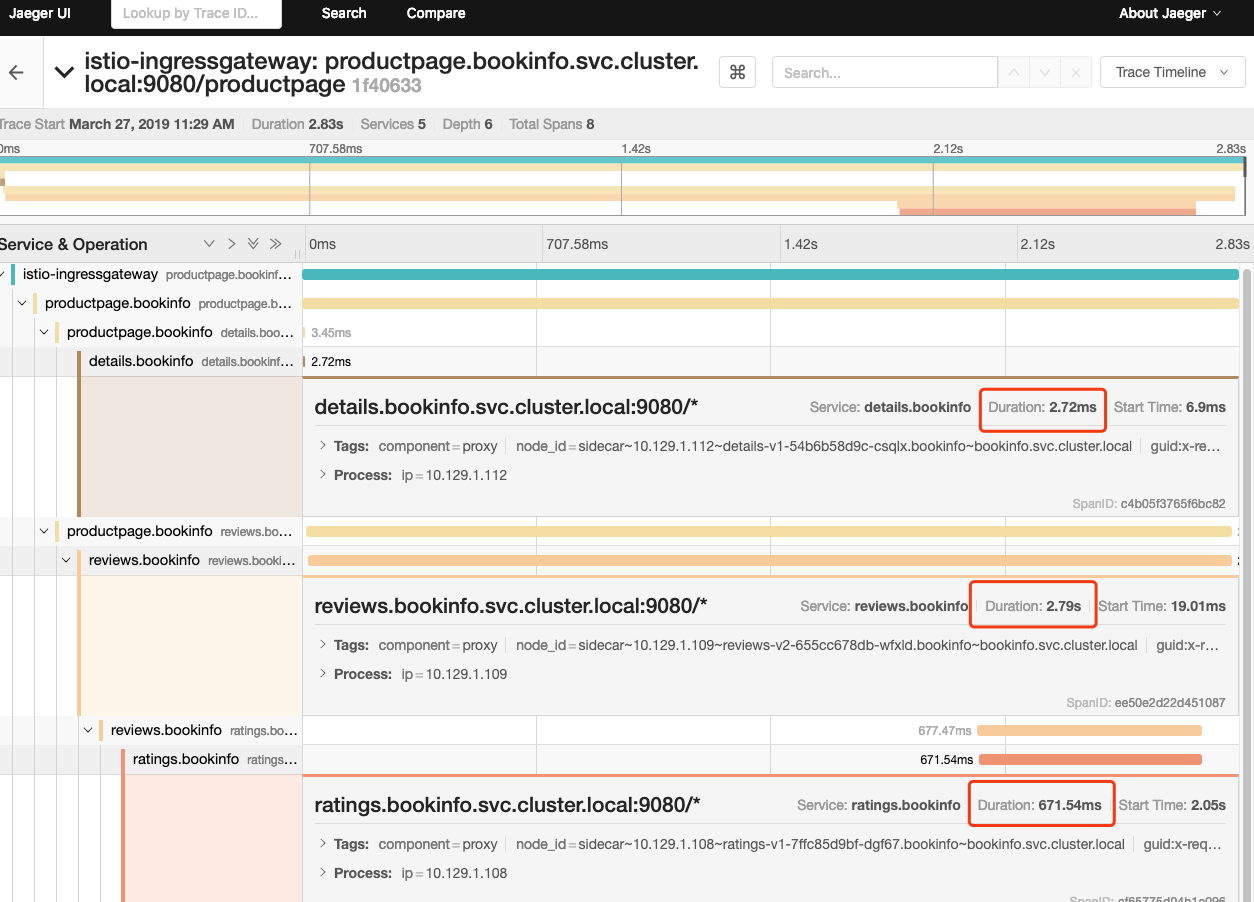 Jaeger UI Lookup by Trace ID... Search Compare About Jaeger
istio-ingressgateway: productpage.bookinfo.svc.cluster.
local:9080/productpage 1f40633
⌘ Search... Trace Timeline
Trace Start March 27, 2019 11:29 AM Duration 2.83s Services 5 Depth 6 Total Spans 8
0ms 707.58ms 1.42s 2.12s 2.83s
Service & Operation 0ms 707.58ms 1.42s 2.12s 2.83s
istio-ingressgateway productpage.bookinf...
productpage.bookinfo productpage.b...
productpage.bookinfo details.boo... 3.45ms
details.bookinfo details.bookinf... 2.72ms
details.bookinfo.svc.cluster.local:9080/* Service: details.bookinfo Duration: 2.72ms Start Time: 6.9ms
Tags: component=proxy node_id=sidecar~10.129.1.112~details-v1-54b6b58d9c-csqlx.bookinfo~bookinfo.svc.cluster.local guid:x-re...
Process: ip=10.129.1.112
SpanID: c4b05f3765f6bc82
productpage.bookinfo reviews.bo...
reviews.bookinfo reviews.booki...
reviews.bookinfo.svc.cluster.local:9080/* Service: reviews.bookinfo Duration: 2.79s Start Time: 19.01ms
Tags: component=proxy node_id=sidecar~10.129.1.109~reviews-v2-655cc678db-wfxld.bookinfo~bookinfo.svc.cluster.local guid:x-r...
Process: ip=10.129.1.109
SpanID: ee50e2d22d451087
reviews.bookinfo ratings.bo... 677.47ms
ratings.bookinfo ratings... 671.54ms
ratings.bookinfo.svc.cluster.local:9080/* Service: ratings.bookinfo Duration: 671.54ms Start Time: 2.05s
Tags: component=proxy node_id=sidecar~10.129.1.108~ratings-v1-7ffc85d9bf-dgf67.bookinfo~bookinfo.svc.cluster.local guid:x-req...
Process: ip=10.129.1.108
SpanID: cf65775d04b1c096